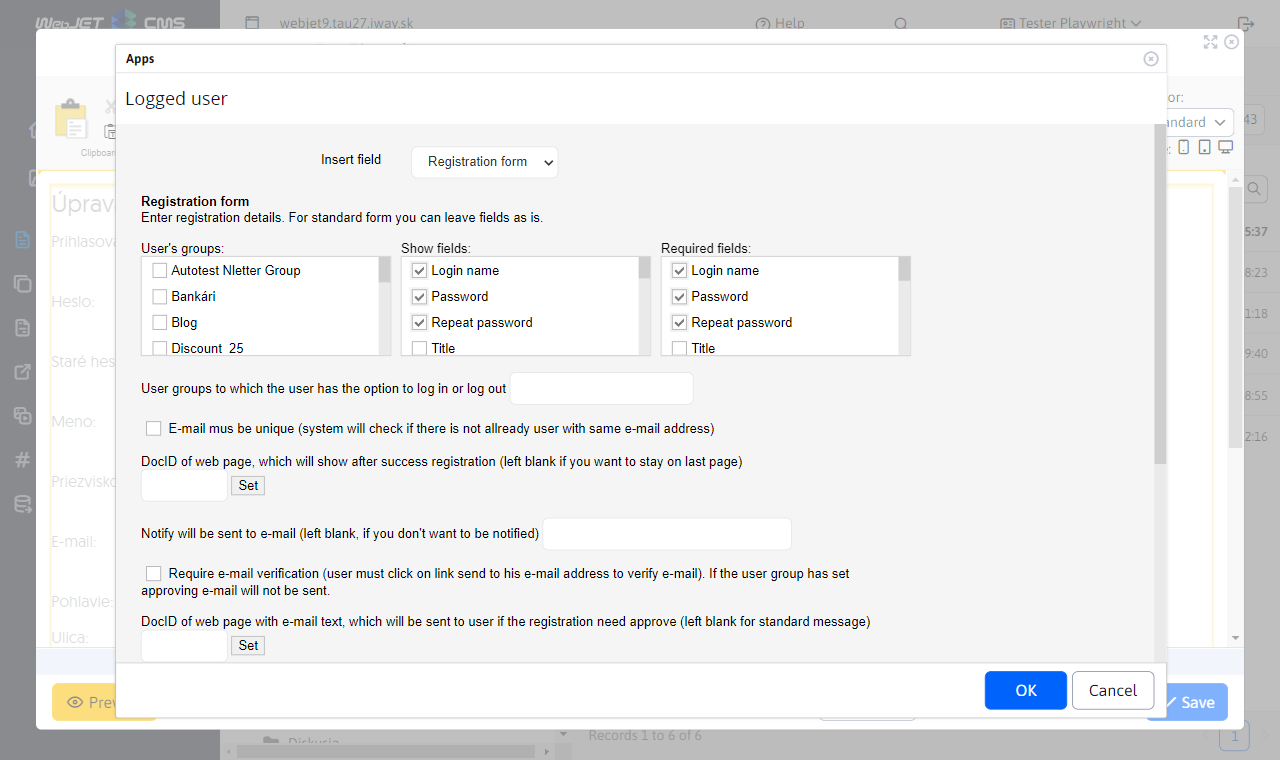 WebJET CMS
webjet9.tau27.iway.sk
Help
Tester Playwright
Apps
Logged user
or:
ndard
43
Clipboar
Insert field
Registration form
Registration form
Enter registration details. For standard form you can leave fields as is.
User's groups:
Show fields:
Required fields:
Autotest Nletter Group
Login name
Login name
Bankári
Password
Password
Blog
Repeat password
Repeat password
Discount_25
Title
Title
User groups to which the user has the option to log in or log out
E-mail mus be unique (system will check if there is not allready user with same e-mail address)
DocID of web page, which will show after success registration (left blank if you want to stay on last page)
Set
Notify will be sent to e-mail (left blank, if you don't want to be notified)
Require e-mail verification (user must click on link send to his e-mail address to verify e-mail). If the user group has set
approving e-mail will not be sent.
DocID of web page with e-mail text, which will be sent to user if the registration need approve (left blank for standard message)
Set
OK
Cancel
Úprav
Prihlasova
Heslo:
Staré hes
Meno:
Priezvisko
E-mail:
Pohlavie:
Ulica:
5:37
8:23
1:18
9:40
8:55
2:16
Prev
Save
Diskusia
Records 1 to 6 of 6
1